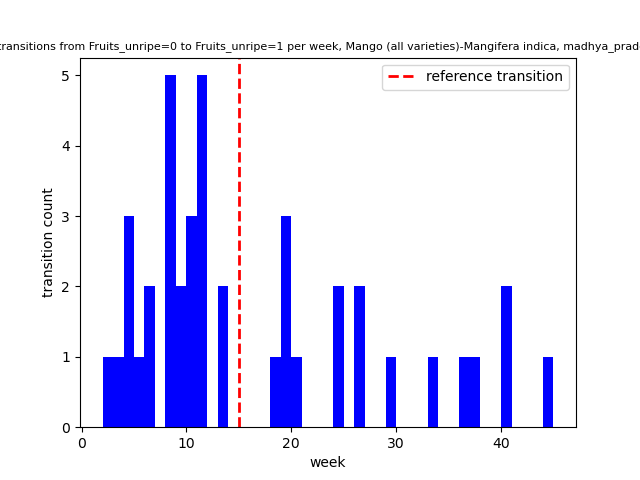 transitions from Fruits_unripe=0 to Fruits_unripe=1 per week, Mango (all varieties)-Mangifera indica, madhya_prad
reference transition
transition count
5
4
3
2
1
0
0 10 20 30 40
week